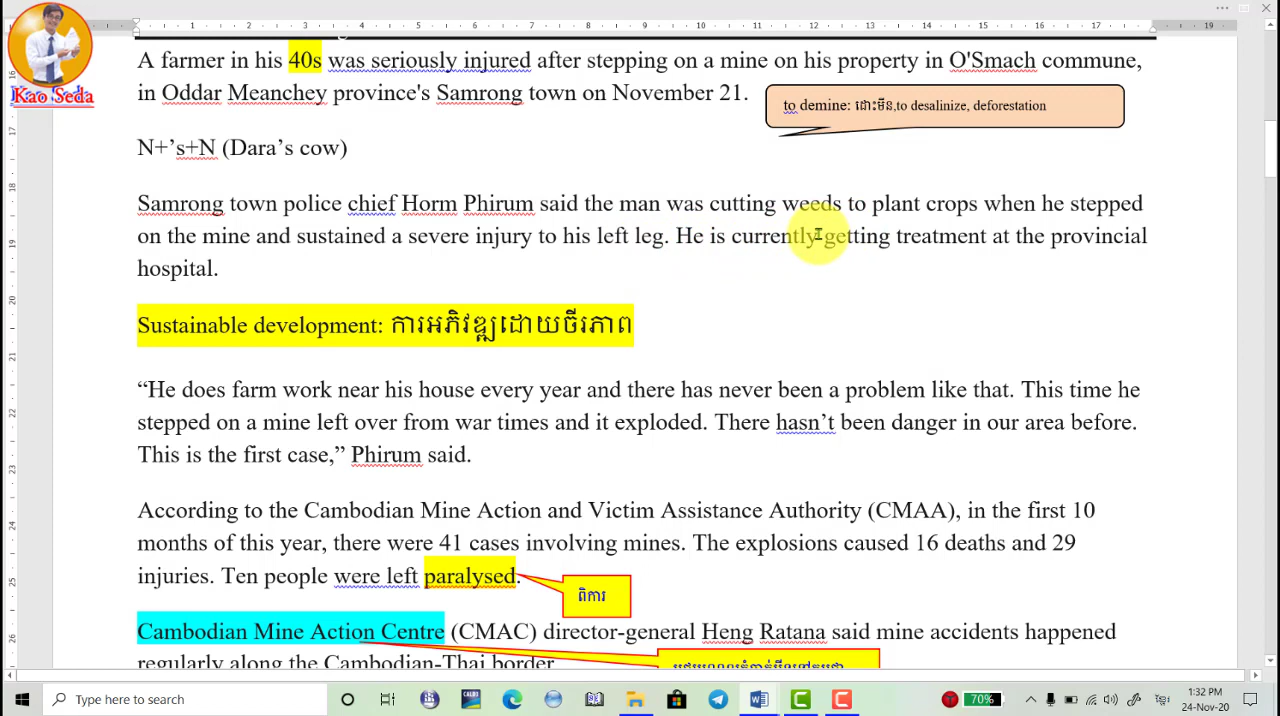 Kao Seda
A farmer in his 40s was seriously injured after stepping on a mine on his property in O'Smach commune,
in Oddar Meanchey province's Samrong town on November 21.
to demine: ដោះមីន,to desalinize, deforestation
N+’s+N (Dara’s cow)
Samrong town police chief Horm Phirum said the man was cutting weeds to plant crops when he stepped
on the mine and sustained a severe injury to his left leg. He is currently getting treatment at the provincial
hospital.
Sustainable development: ការអភិវឌ្ឍដោយចីរភាព
“He does farm work near his house every year and there has never been a problem like that. This time he
stepped on a mine left over from war times and it exploded. There hasn’t been danger in our area before.
This is the first case,” Phirum said.
According to the Cambodian Mine Action and Victim Assistance Authority (CMAA), in the first 10
months of this year, there were 41 cases involving mines. The explosions caused 16 deaths and 29
injuries. Ten people were left paralysed.
ពិការ
Cambodian Mine Action Centre (CMAC) director-general Heng Ratana said mine accidents happened
regularly along the Cambodian-Thai border.
Type here to search
70%
1:32 PM
24-Nov-20